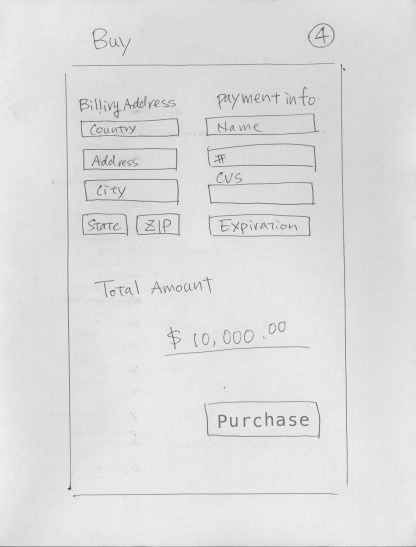 Buy
4
Billing Address
payment info
Country
Name
Address
#
CVS
City
State
ZIP
Expiration
Total Amount
$ 10,000.00
Purchase